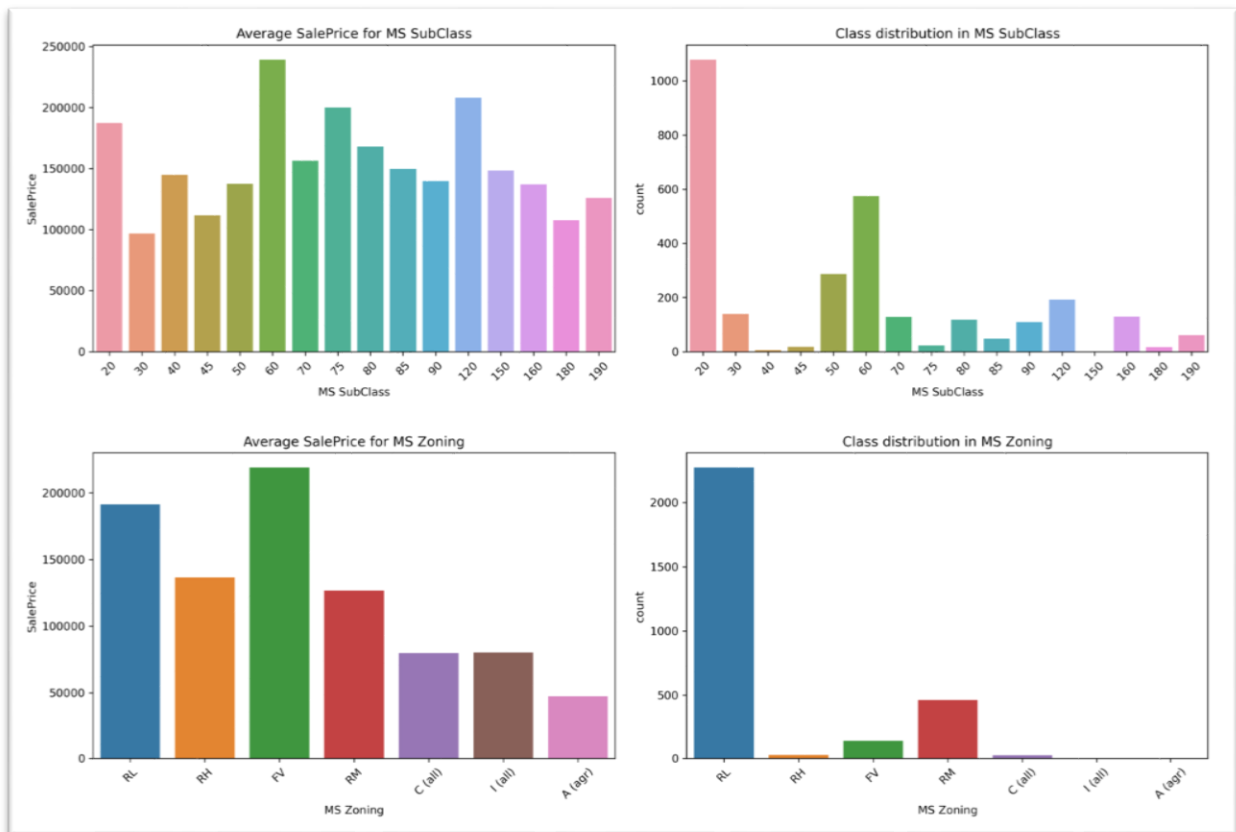 Average SalePrice for MS SubClass
250000
200000
150000
100000
50000
0
SalePrice
20 30 40 45 50 60 70 75 80 85 90 120 150 160 180 190
MS SubClass
Class distribution in MS SubClass
1000
800
600
400
200
0
count
20 30 40 45 50 60 70 75 80 85 90 120 150 160 180 190
MS SubClass
Average SalePrice for MS Zoning
200000
150000
100000
50000
0
SalePrice
RL RH FV RM C (all) I (all) A (agr)
MS Zoning
Class distribution in MS Zoning
2000
1500
1000
500
0
count
RL RH FV RM C (all) I (all) A (agr)
MS Zoning